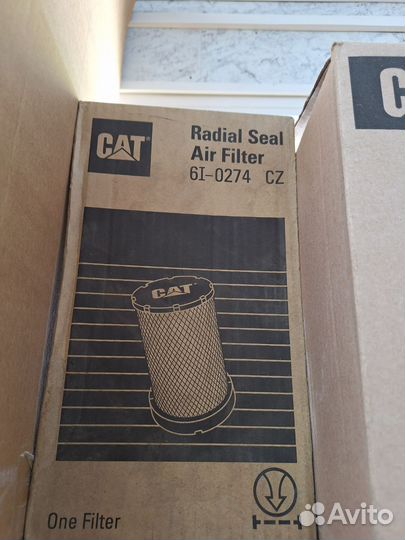 CAT
Radial Seal
Air Filter
6I-0274 CZ
CAT
One Filter
Avito